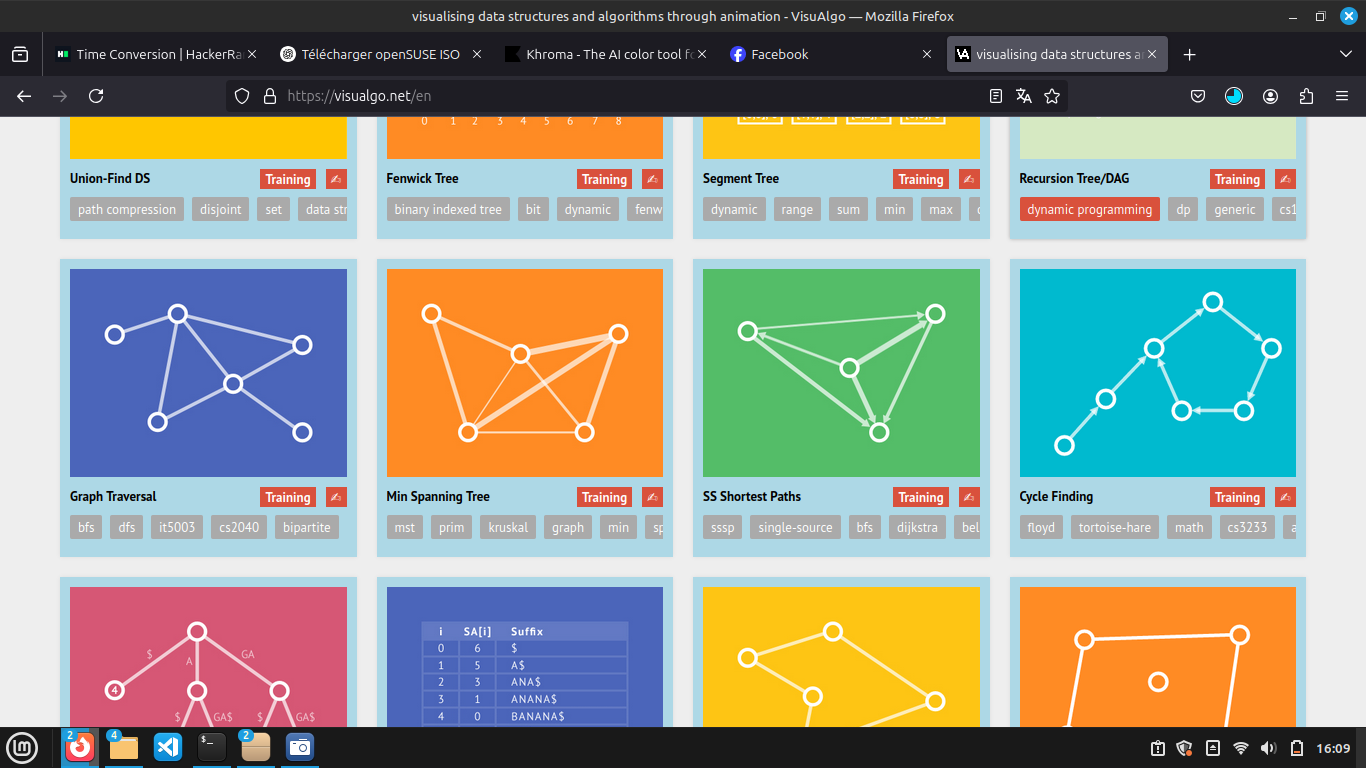 visualising data structures and algorithms through animation - VisuAlgo — Mozilla Firefox
Time Conversion | HackerRa
Télécharger openSUSE ISO
Khroma - The AI color tool fo
Facebook
visualising data structures a
https://visualgo.net/en
0 1 2 3 4 5 6 7 8
Union-Find DS Training
path compression disjoint set data str
Fenwick Tree Training
binary indexed tree bit dynamic fenw
Segment Tree Training
dynamic range sum min max
Recursion Tree/DAG Training
dynamic programming dp generic cs1
Graph Traversal Training
bfs dfs it5003 cs2040 bipartite
Min Spanning Tree Training
mst prim kruskal graph min sp
SS Shortest Paths Training
sssp single-source bfs dijkstra bel
Cycle Finding Training
floyd tortoise-hare math cs3233 a
$ A GA
4
$ GA$ $ GA$
i SA[i] Suffix
0 6 $
1 5 A$
2 3 ANA$
3 1 ANANA$
4 0 BANANA$
2 4 2
16:09